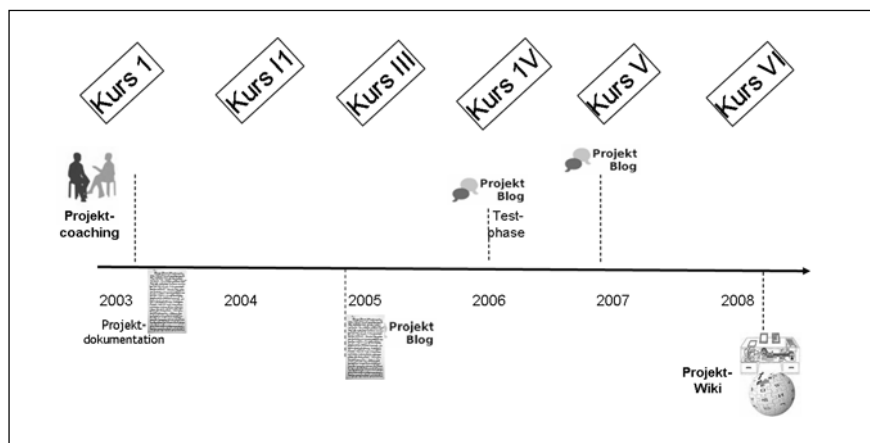 Kurs 1
Kurs I1
Kurs III
Kurs 1V
Kurs V
Kurs VI
Projekt
Blog
Projekt
Blog
Projekt-
coaching
Test-
phase
2003
2004
2005
2006
2007
2008
Projekt-
dokumentation
Projekt
Blog
Projekt-
Wiki